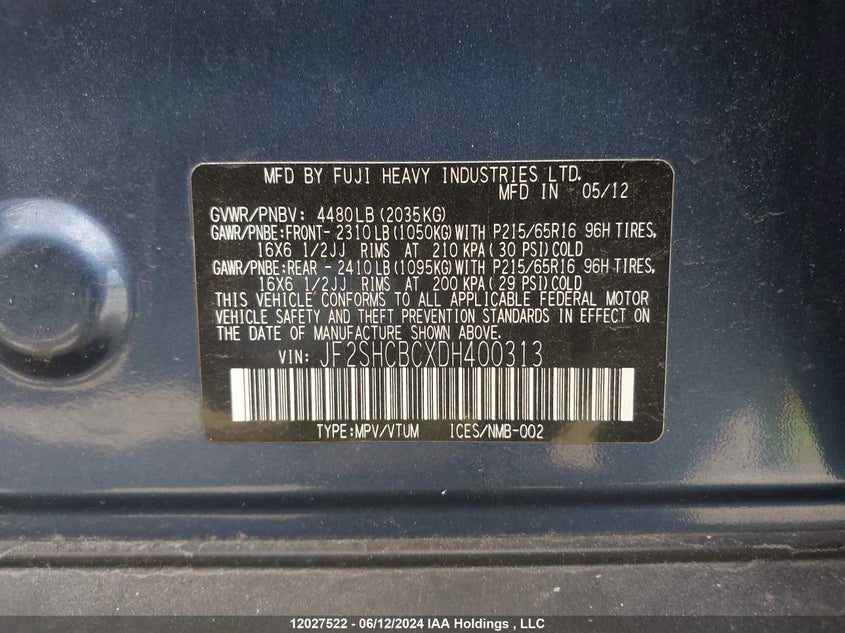 MFD BY FUJI HEAVY INDUSTRIES LTD.
MFD IN 05/12
GVWR/PNBV: 4480LB(2035KG)
GAWR/PNBE:FRONT- 2310LB(1050KG)WITH P215/65R16 96H TIRES,
16X6 1/2JJ RIMS AT 210 KPA(30 PSI)COLD
GAWR/PNBE:REAR - 2410LB(1095KG)WITH P215/65R16 96H TIRES,
16X6 1/2JJ RIMS AT 200 KPA(29 PSI)COLD
THIS VEHICLE CONFORMS TO ALL APPLICABLE FEDERAL MOTOR
VEHICLE SAFETY AND THEFT PREVENTION STANDARDS IN EFFECT ON
THE DATE OF MANUFACTURE SHOWN ABOVE.
VIN: JF2SHCBCXDH400313
TYPE:MPV/VTUM ICES/NMB-002
12027522 - 06/12/2024 IAA Holdings , LLC